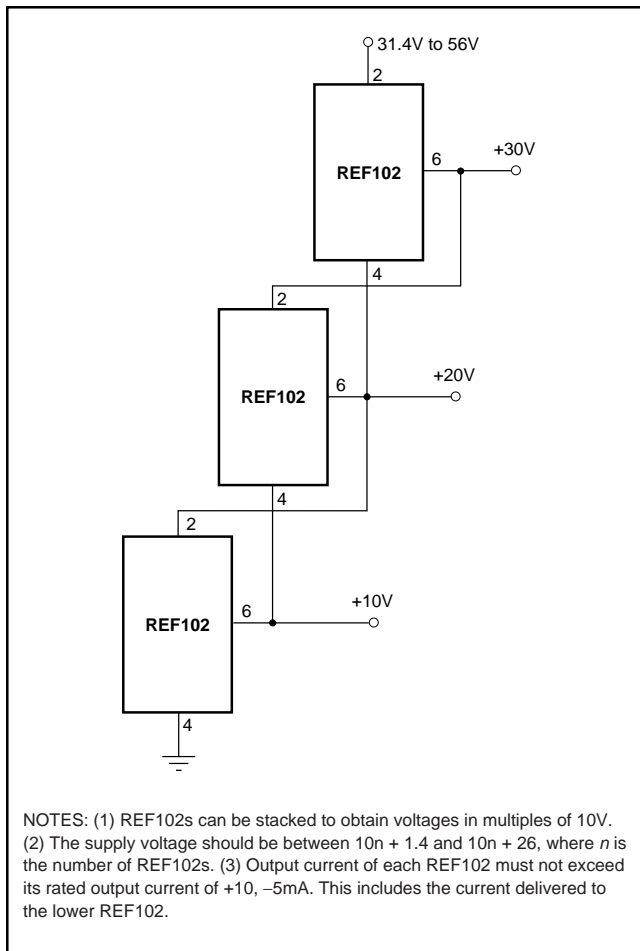 31.4V to 56V
2
REF102
6
+30V
4
2
REF102
6
+20V
4
2
REF102
6
+10V
4
NOTES: (1) REF102s can be stacked to obtain voltages in multiples of 10V.
(2) The supply voltage should be between 10n + 1.4 and 10n + 26, where n is
the number of REF102s. (3) Output current of each REF102 must not exceed
its rated output current of +10, −5mA. This includes the current delivered to
the lower REF102.